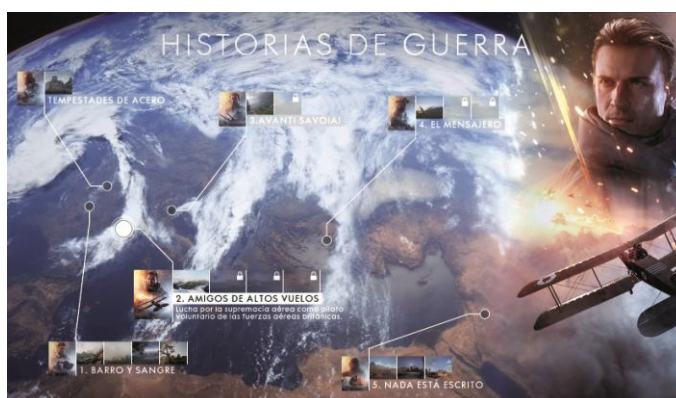 HISTORIAS DE GUERRA
TEMPESTADES DE ACERO
3. AVANTI SAVOIA!
4. EL MENSAJERO
2. AMIGOS DE ALTOS VUELOS
Lucha por la supremacía aérea como piloto
voluntario de las fuerzas aéreas británicas.
1. BARRO Y SANGRE
5. NADA ESTÁ ESCRITO